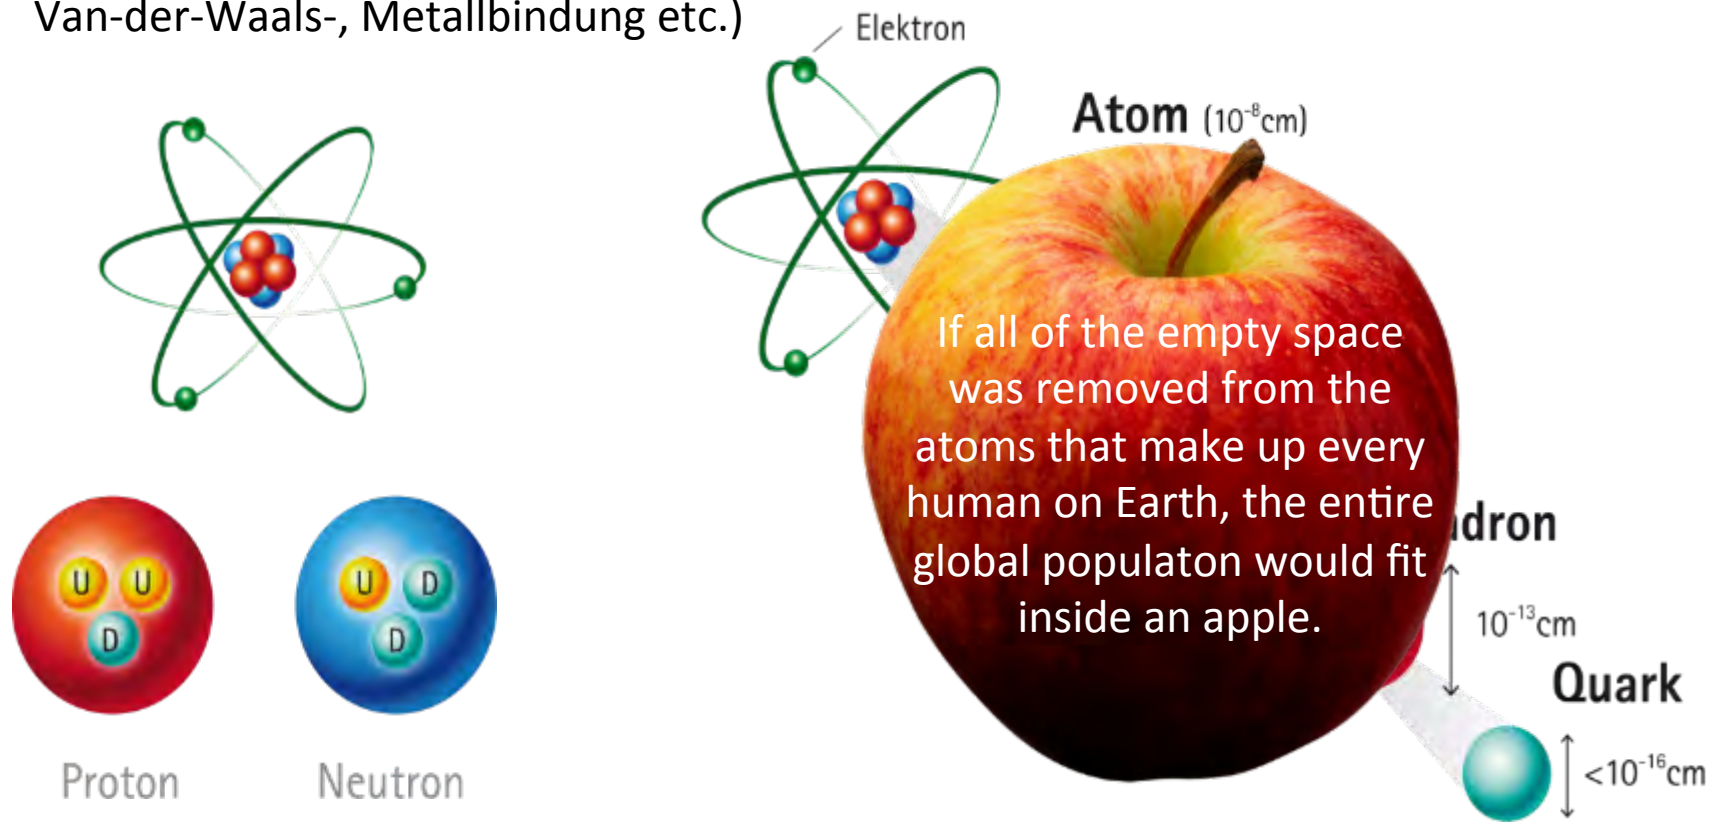 Van-der-Waals-, Metallbindung etc.)
Elektron
Atom (10⁻⁸cm)
If all of the empty space
was removed from the
atoms that make up every
human on Earth, the entire
global populaton would fit
inside an apple.
U U
D
U D
D
dron
10⁻¹³cm
Quark
<10⁻¹⁶cm
Proton
Neutron